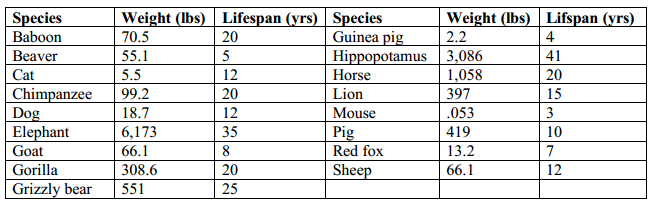 Species Weight (lbs) Lifespan (yrs) Species Weight (lbs) Lifspan (yrs)
Baboon 70.5 20 Guinea pig 2.2 4
Beaver 55.1 5 Hippopotamus 3,086 41
Cat 5.5 12 Horse 1,058 20
Chimpanzee 99.2 20 Lion 397 15
Dog 18.7 12 Mouse .053 3
Elephant 6,173 35 Pig 419 10
Goat 66.1 8 Red fox 13.2 7
Gorilla 308.6 20 Sheep 66.1 12
Grizzly bear 551 25